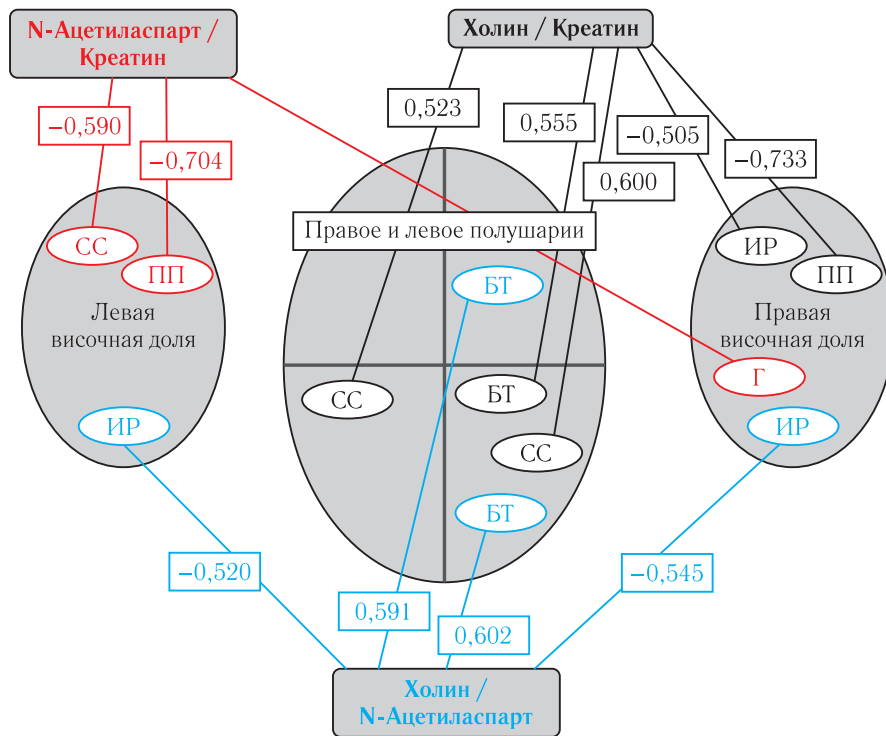 N-Ацетиласпарт /
Креатин
Холин / Креатин
−0,590
−0,704
0,523
0,555
0,600
−0,505
−0,733
Правое и левое полушарии
СС
ПП
Левая
височная доля
ИР
БТ
СС
БТ
СС
БТ
ИР
ПП
Правая
височная доля
Г
ИР
−0,520
0,591
0,602
−0,545
Холин /
N-Ацетиласпарт